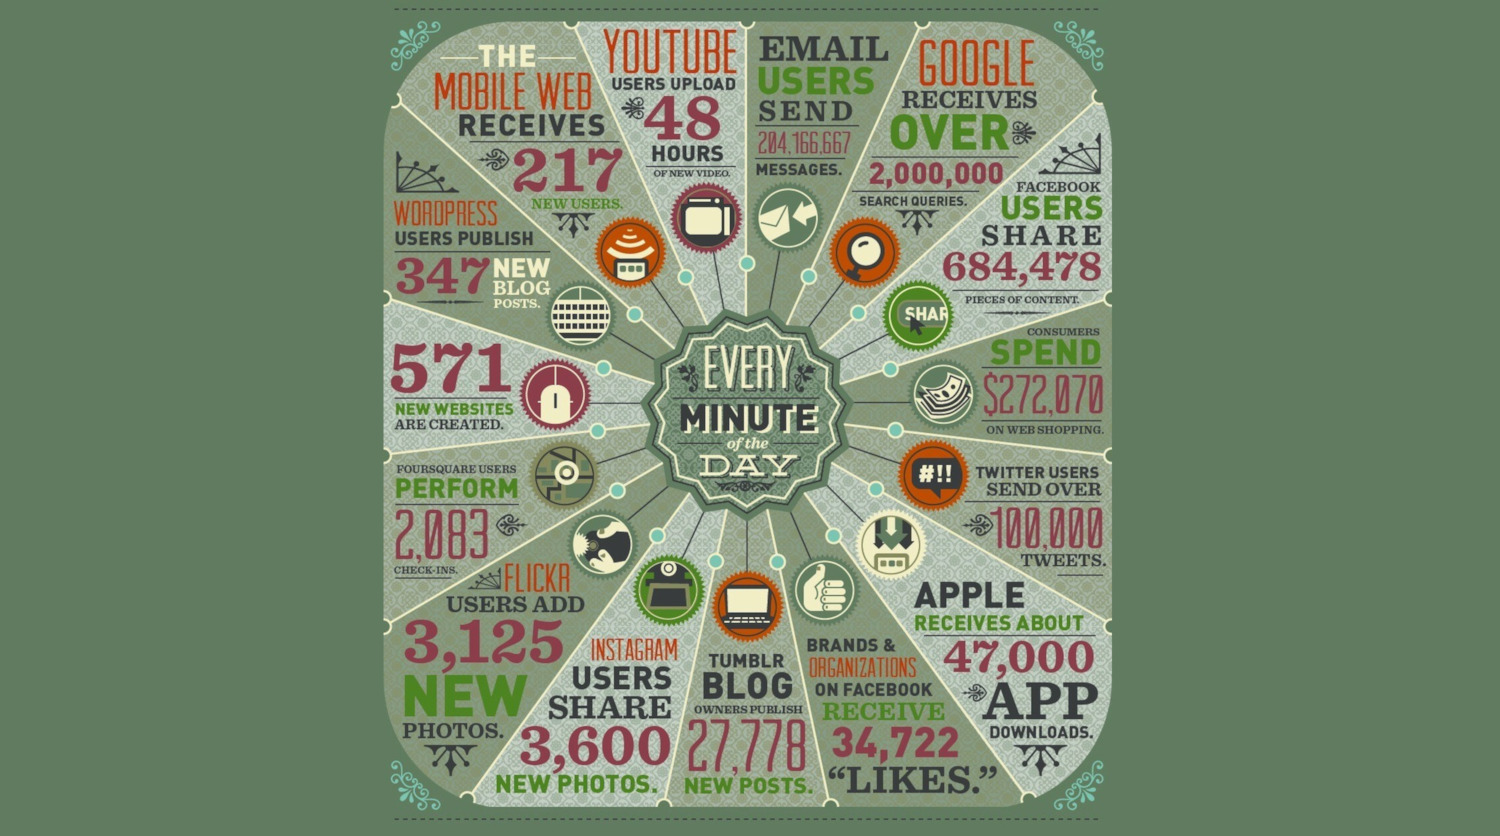 THE
MOBILE WEB
RECEIVES
217
NEW USERS.
YOUTUBE
USERS UPLOAD
48
HOURS
OF NEW VIDEO.
EMAIL
USERS
SEND
204,166,667
MESSAGES.
GOOGLE
RECEIVES
OVER
2,000,000
SEARCH QUERIES.
FACEBOOK
USERS
SHARE
684,478
PIECES OF CONTENT.
SHAR
CONSUMERS
SPEND
$272,070
ON WEB SHOPPING.
#!!
TWITTER USERS
SEND OVER
100,000
TWEETS.
APPLE
RECEIVES ABOUT
47,000
APP
DOWNLOADS.
BRANDS &
ORGANIZATIONS
ON FACEBOOK
RECEIVE
34,722
“LIKES.”
TUMBLR
BLOG
OWNERS PUBLISH
27,778
NEW POSTS.
INSTAGRAM
USERS
SHARE
3,600
NEW PHOTOS.
FLICKR
USERS ADD
3,125
NEW
PHOTOS.
FOURSQUARE USERS
PERFORM
2,083
CHECK-INS.
571
NEW WEBSITES
ARE CREATED.
WORDPRESS
USERS PUBLISH
347 NEW
BLOG
POSTS.
EVERY
MINUTE
of the
DAY